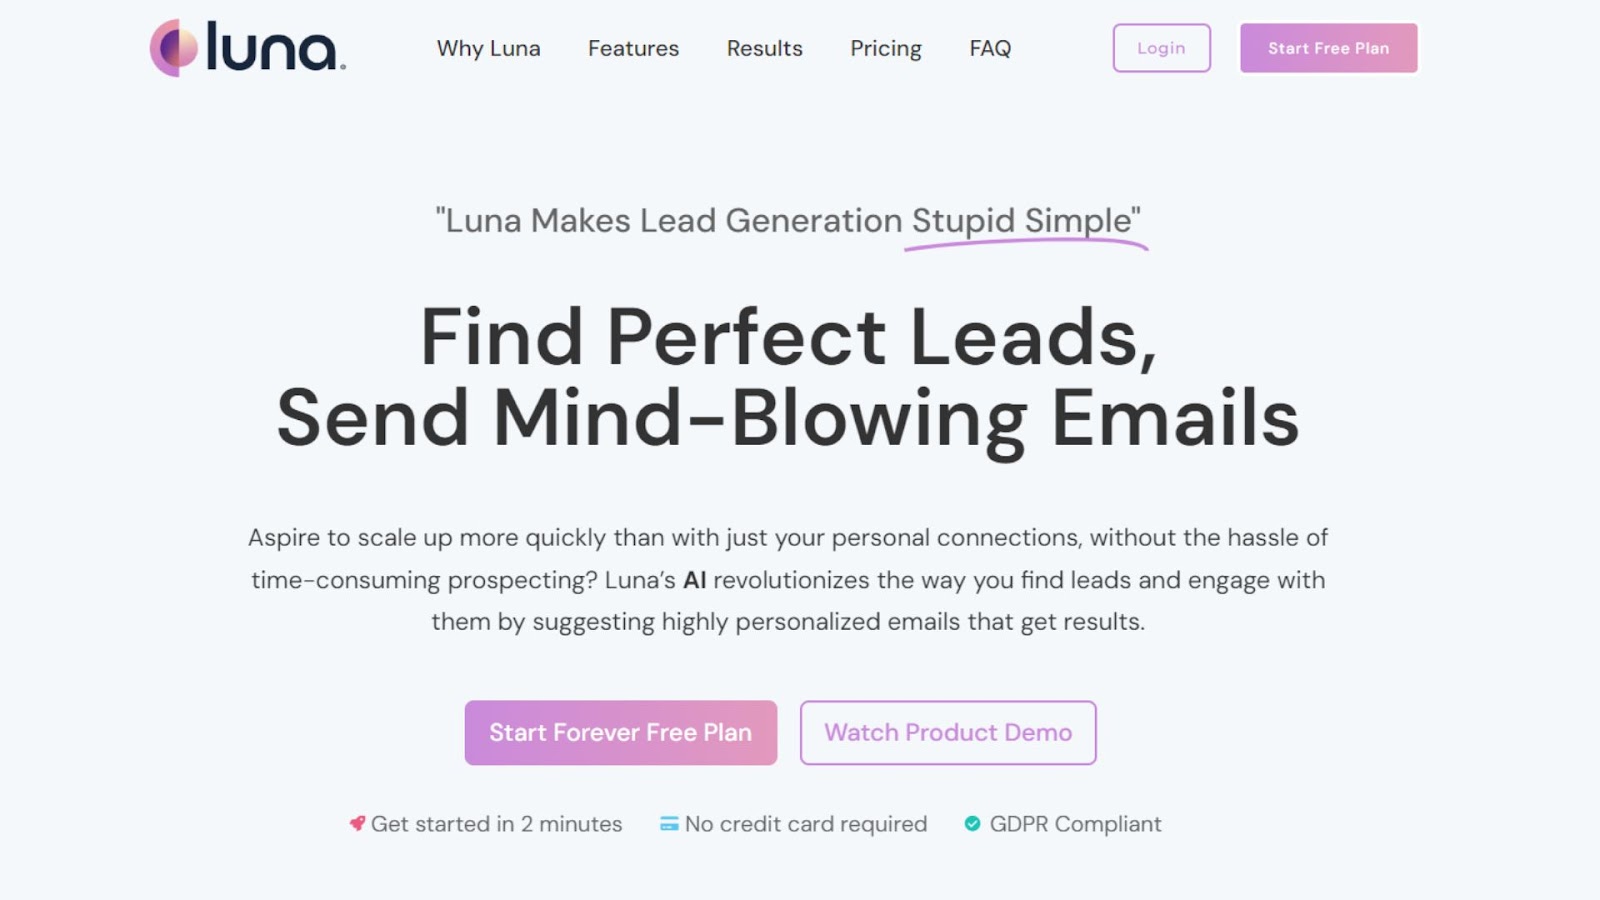 luna.
Why Luna
Features
Results
Pricing
FAQ
Login
Start Free Plan
"Luna Makes Lead Generation Stupid Simple"
Find Perfect Leads,
Send Mind-Blowing Emails
Aspire to scale up more quickly than with just your personal connections, without the hassle of
time-consuming prospecting? Luna’s AI revolutionizes the way you find leads and engage with
them by suggesting highly personalized emails that get results.
Start Forever Free Plan
Watch Product Demo
Get started in 2 minutes
No credit card required
GDPR Compliant